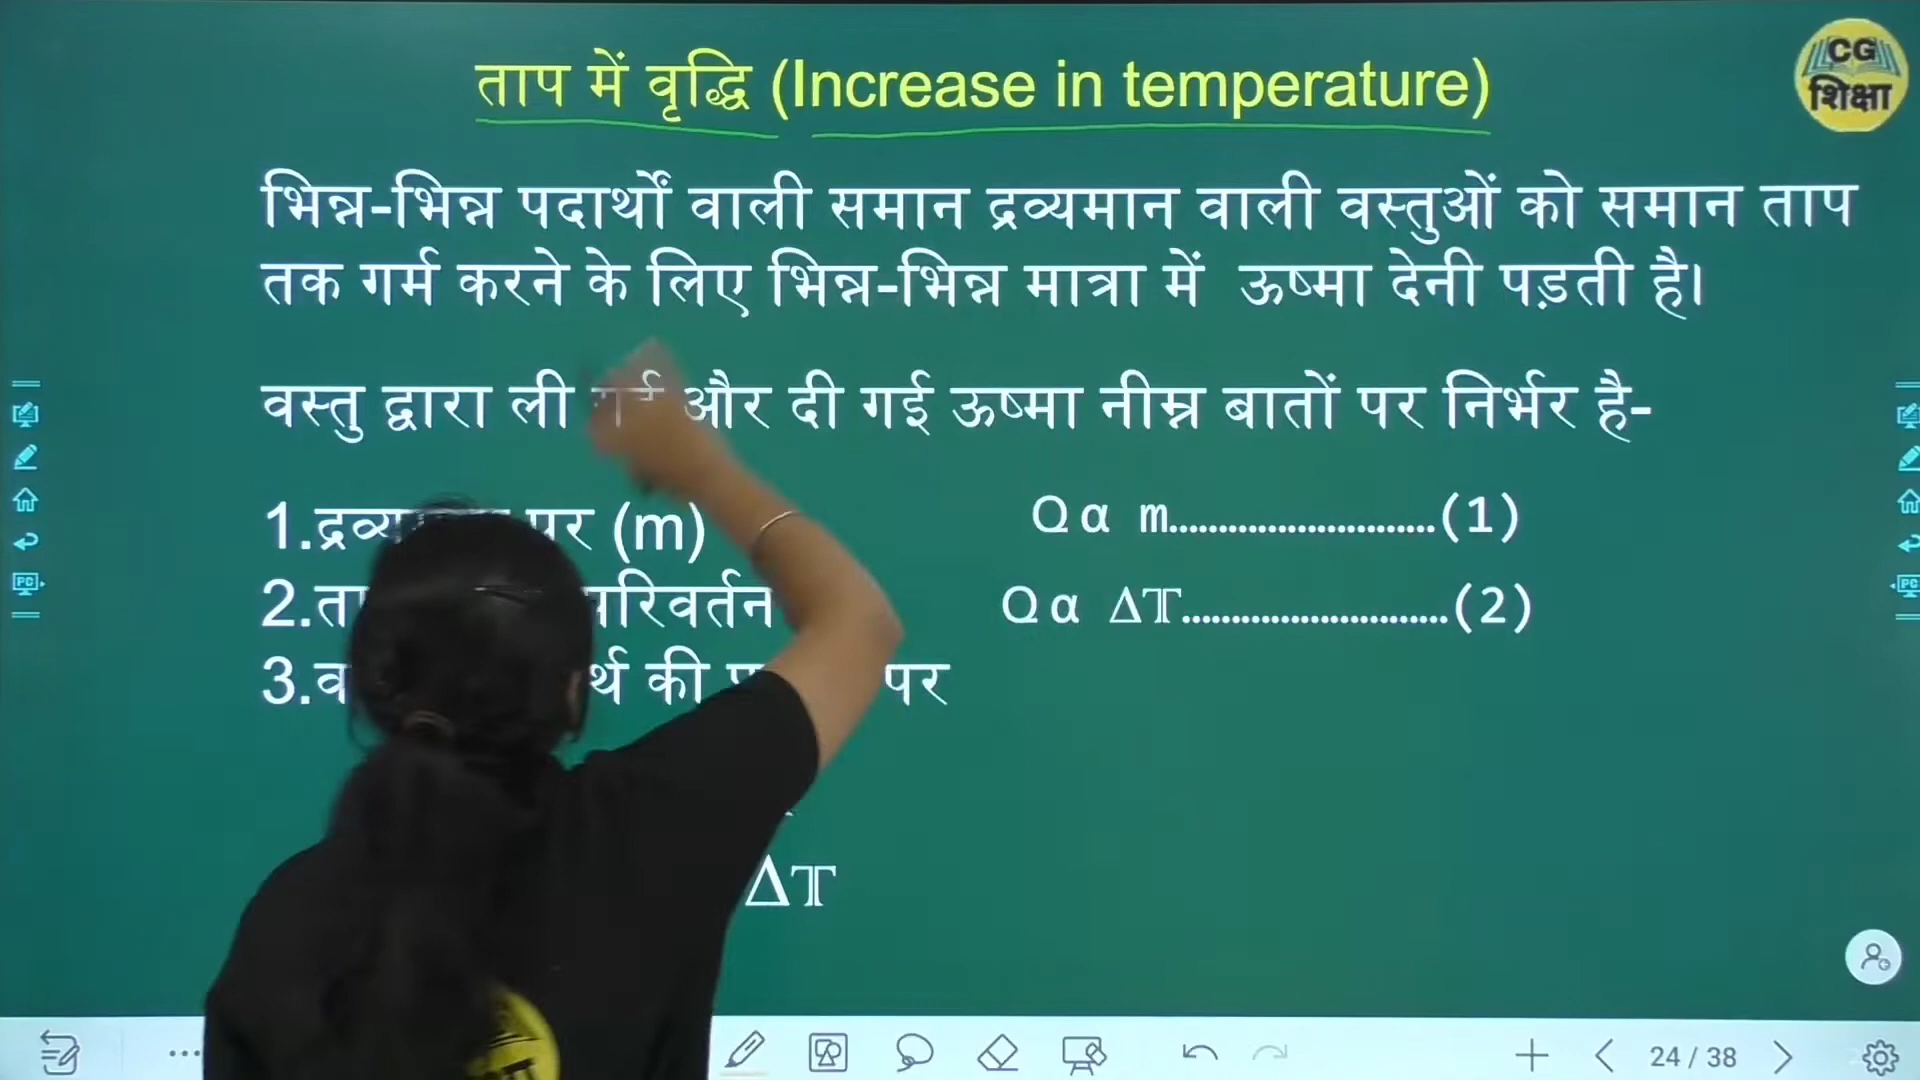 ताप में वृद्धि (Increase in temperature)
CG
शिक्षा
भिन्न-भिन्न पदार्थों वाली समान द्रव्यमान वाली वस्तुओं को समान ताप
तक गर्म करने के लिए भिन्न-भिन्न मात्रा में ऊष्मा देनी पड़ती है।
वस्तु द्वारा ली और दी गई ऊष्मा नीम्न बातों पर निर्भर है-
1. पर (m)
Q α m...........................(1)
2. परिवर्तन
Q α ΔT...........................(2)
3. की पर
ΔT
24 / 38